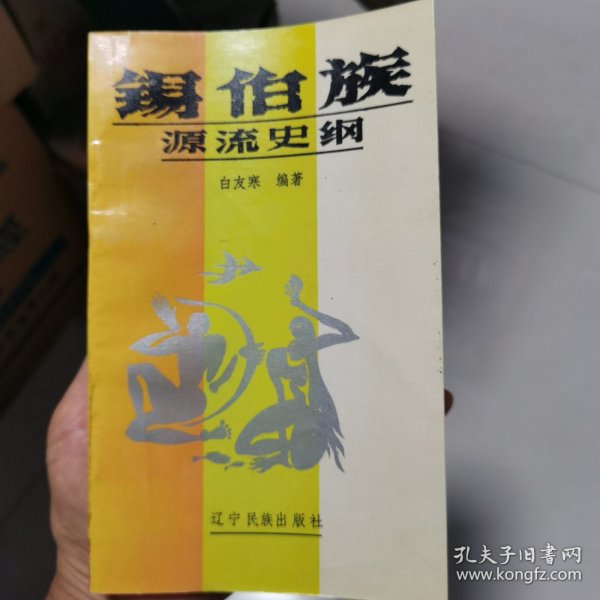 锡伯族
源流史纲
白友寒 编著
辽宁民族出版社
孔夫子旧书网
www.kongfz.com